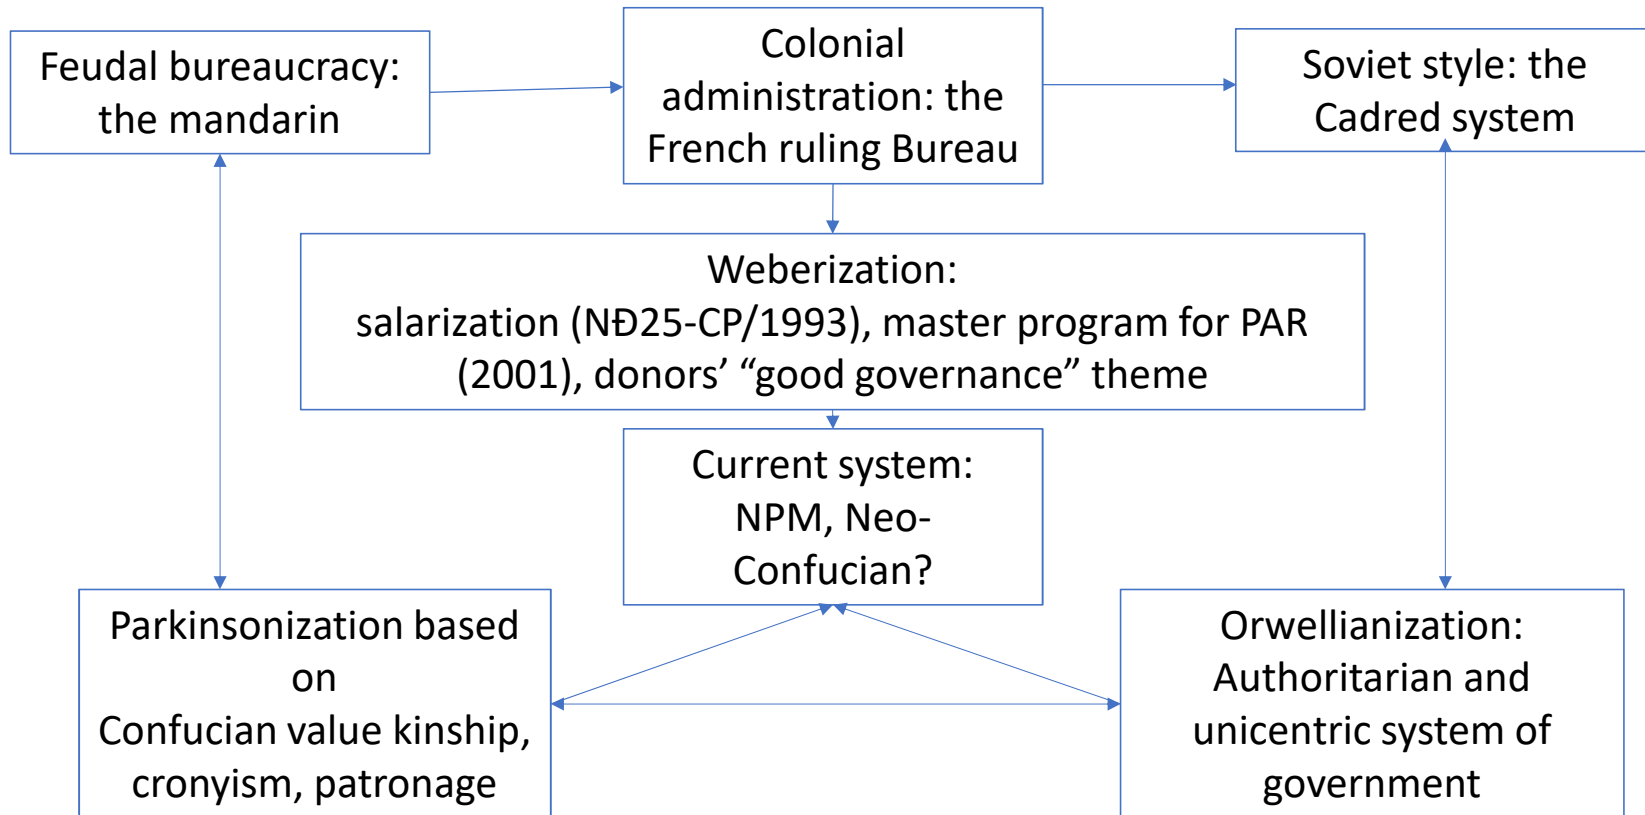 Feudal bureaucracy:
the mandarin
Colonial
administration: the
French ruling Bureau
Soviet style: the
Cadred system
Weberization:
salarization (NĐ25-CP/1993), master program for PAR
(2001), donors’ “good governance” theme
Current system:
NPM, Neo-
Confucian?
Parkinsonization based
on
Confucian value kinship,
cronyism, patronage
Orwellianization:
Authoritarian and
unicentric system of
government